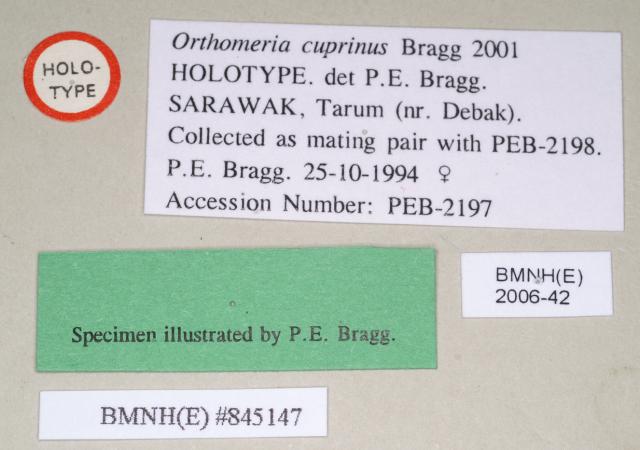 HOLO-
TYPE
Orthomeria cuprinus Bragg 2001
HOLOTYPE. det P.E. Bragg.
SARAWAK, Tarum (nr. Debak).
Collected as mating pair with PEB-2198.
P.E. Bragg. 25-10-1994 ♀
Accession Number: PEB-2197
BMNH(E)
2006-42
Specimen illustrated by P.E. Bragg.
BMNH(E) #845147